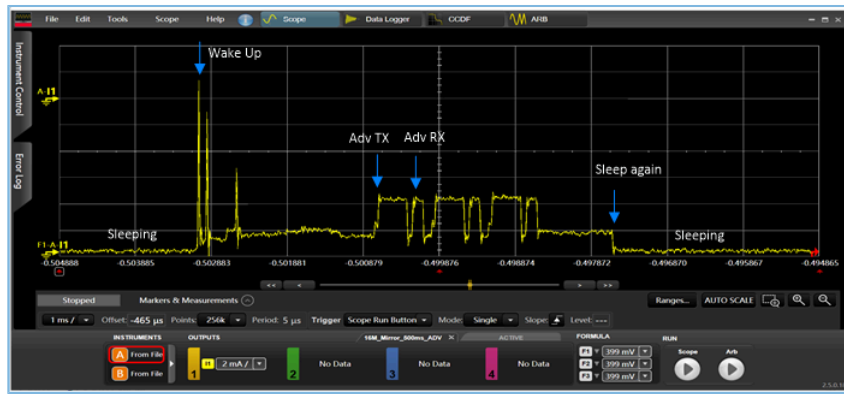 File Edit Tools Scope Help Scope Data Logger CCDF ARB
Instrument Control
Error Log
Wake Up
A-I1
Adv TX Adv RX
Sleep again
Sleeping
Sleeping
F1-A-I1
-0.504888 -0.503885 -0.502883 -0.501881 -0.500879 -0.499876 -0.498874 -0.497872 -0.496870 -0.495867 -0.494865
<< < > >>
Stopped Markers & Measurements Ranges... AUTO SCALE
1 ms / Offset: -465 µs Points: 256k Period: 5 µs Trigger Scope Run Button Mode: Single Slope: Level: ---
INSTRUMENTS OUTPUTS 16M_Mirror_500ms_ADV × ACTIVE FORMULA RUN
A From File 1 I1 2 mA / 2 No Data 3 No Data 4 No Data F1 399 mV Scope Arb
F2 399 mV
B From File F3 399 mV